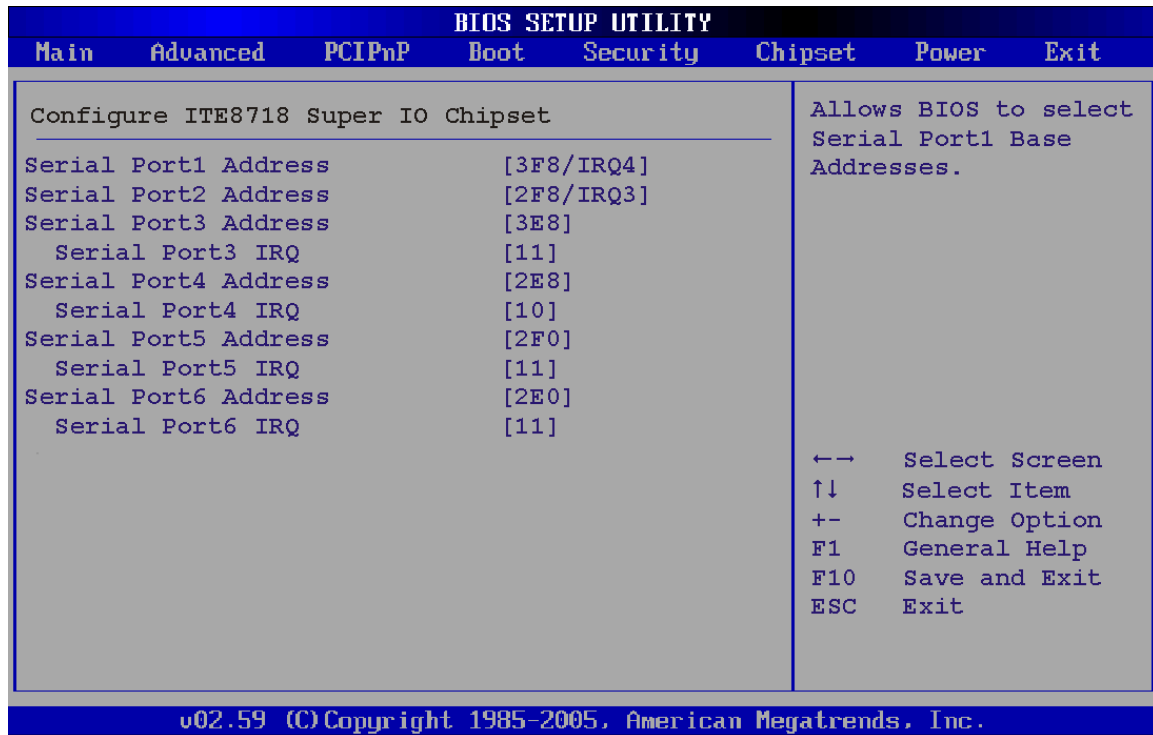 BIOS SETUP UTILITY
Main Advanced PCIPnP Boot Security Chipset Power Exit
Configure ITE8718 Super IO Chipset
Serial Port1 Address [3F8/IRQ4]
Serial Port2 Address [2F8/IRQ3]
Serial Port3 Address [3E8]
Serial Port3 IRQ [11]
Serial Port4 Address [2E8]
Serial Port4 IRQ [10]
Serial Port5 Address [2F0]
Serial Port5 IRQ [11]
Serial Port6 Address [2E0]
Serial Port6 IRQ [11]
Allows BIOS to select
Serial Port1 Base
Addresses.
←→ Select Screen
↑↓ Select Item
+- Change Option
F1 General Help
F10 Save and Exit
ESC Exit
v02.59 (C)Copyright 1985-2005, American Megatrends, Inc.